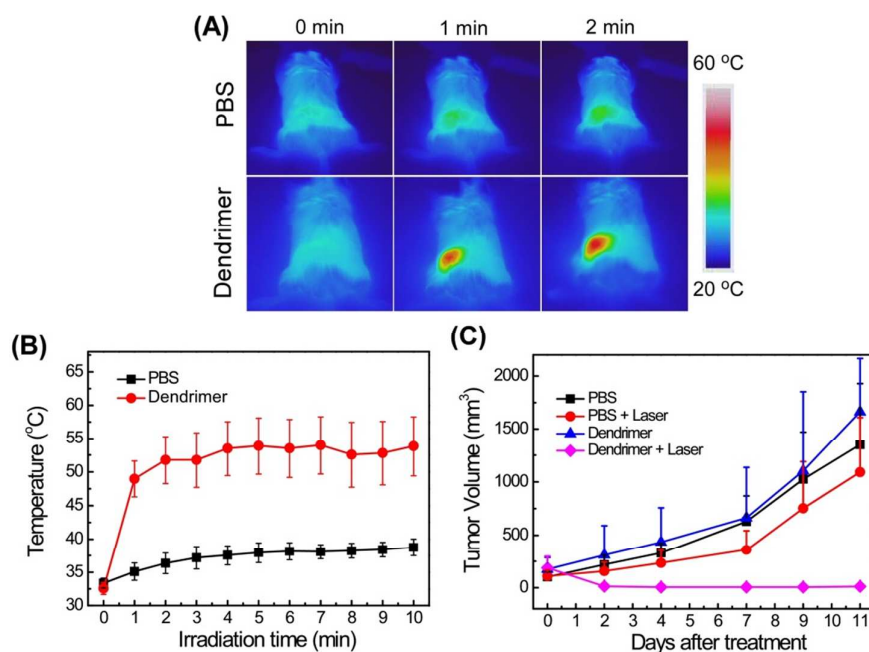 (A)
0 min 1 min 2 min
PBS
Dendrimer
60 °C
20 °C
(B)
PBS
Dendrimer
Temperature (°C)
75
70
65
60
55
50
45
40
35
30
0 1 2 3 4 5 6 7 8 9 10
Irradiation time (min)
(C)
PBS
PBS + Laser
Dendrimer
Dendrimer + Laser
Tumor Volume (mm³)
2000
1500
1000
500
0
0 1 2 3 4 5 6 7 8 9 10 11
Days after treatment